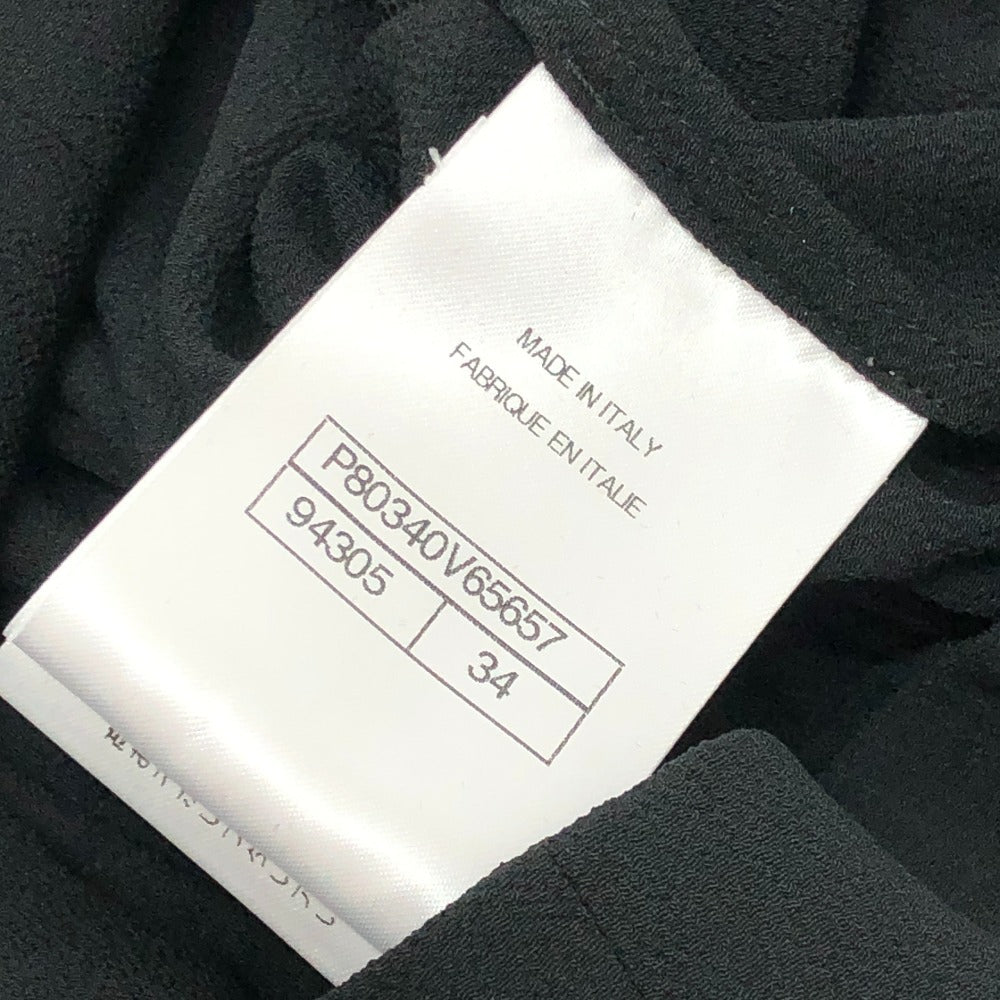 MADE IN ITALY
FABRIQUE EN ITALIE
P80340V65657
94305 34